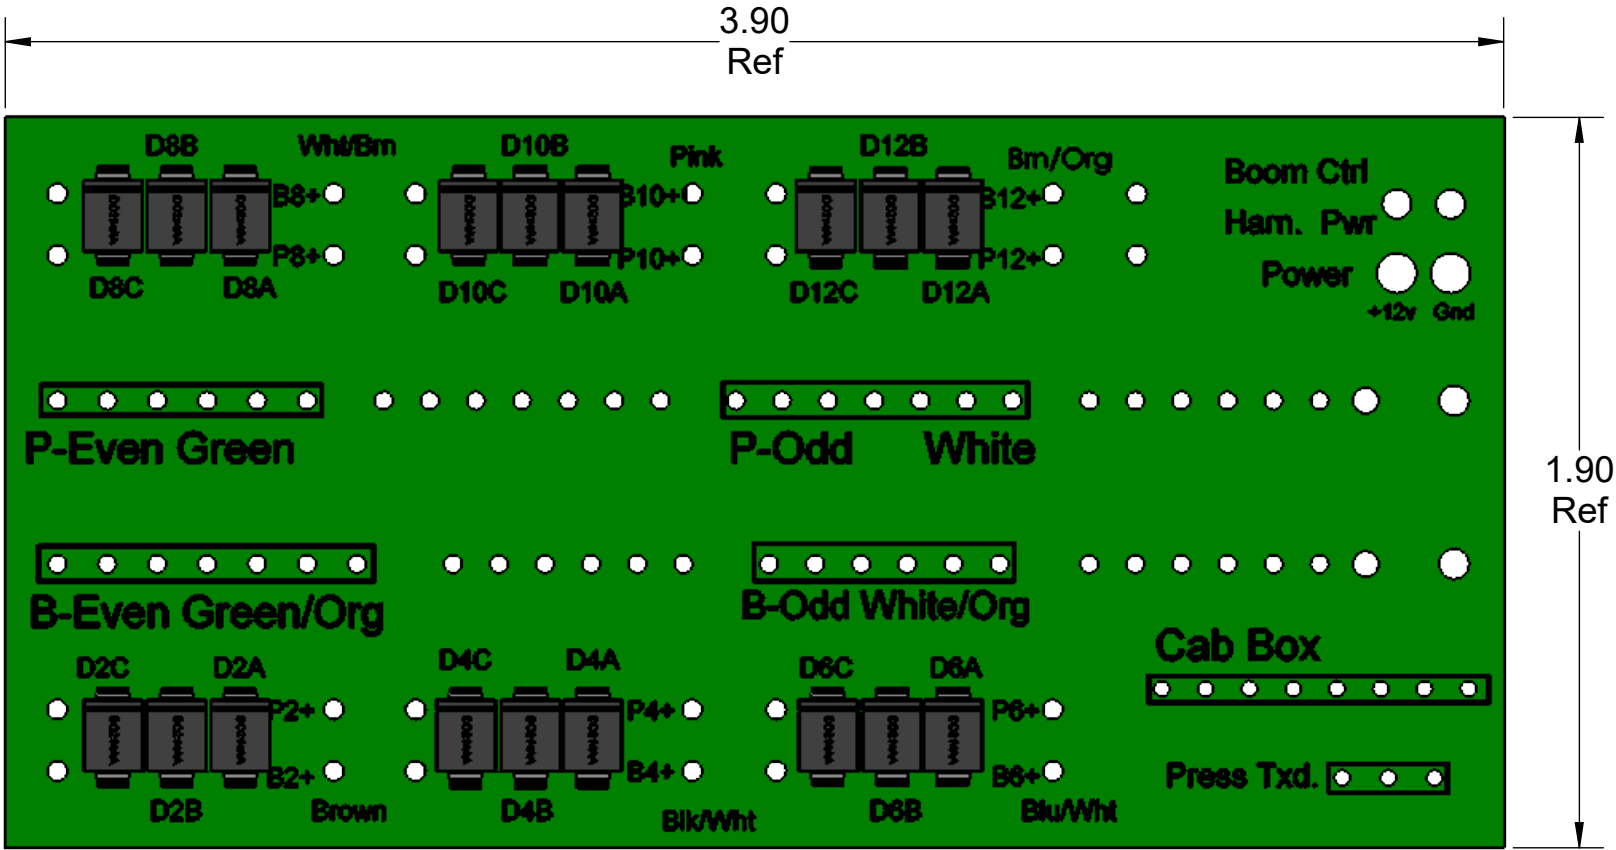 3.90
Ref
D8B
Wht/Brn
D10B
Pink
D12B
Brn/Org
Boom Ctrl
B8+
B10+
B12+
Ham. Pwr
P8+
P10+
P12+
Power
D8C
D8A
D10C
D10A
D12C
D12A
+12v
Gnd
P-Even Green
P-Odd White
1.90
Ref
B-Even Green/Org
B-Odd White/Org
Cab Box
D2C
D2A
D4C
D4A
D6C
D6A
P2+
P4+
P6+
B2+
B4+
B6+
Press Txd.
D2B
Brown
D4B
Blk/Wht
D6B
Blu/Wht